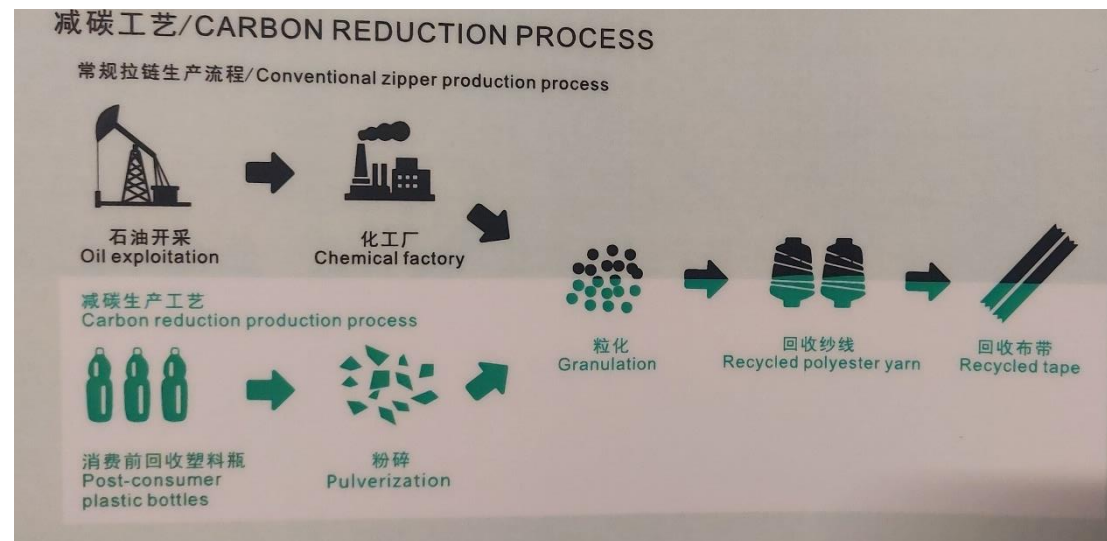 减碳工艺/CARBON REDUCTION PROCESS
常规拉链生产流程/Conventional zipper production process
石油开采
Oil exploitation
化工厂
Chemical factory
减碳生产工艺
Carbon reduction production process
粒化
Granulation
回收纱线
Recycled polyester yarn
回收布带
Recycled tape
消费前回收塑料瓶
Post-consumer
plastic bottles
粉碎
Pulverization